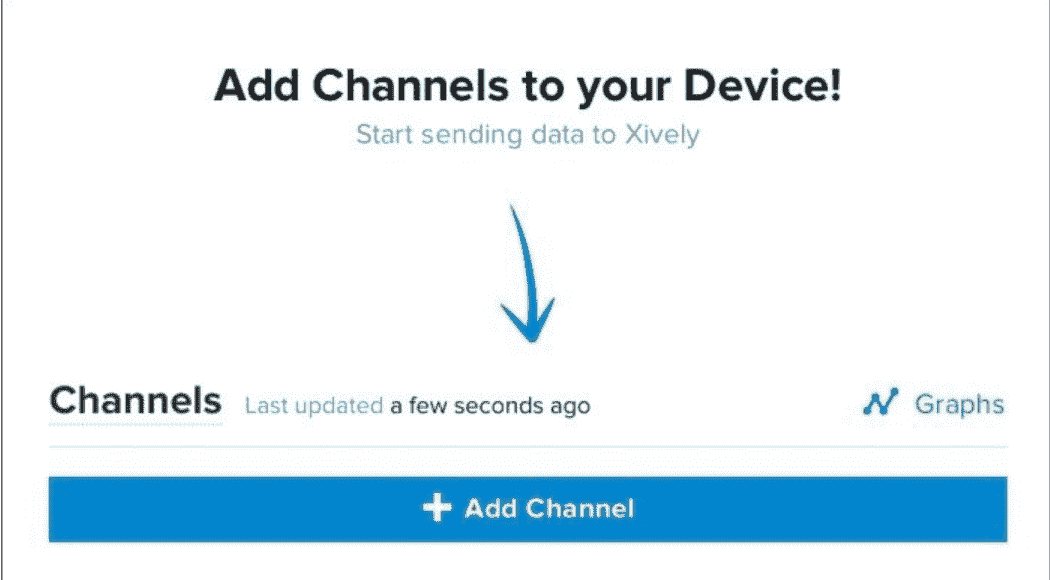 Add Channels to your Device!
Start sending data to Xively
Channels Last updated a few seconds ago Graphs
Add Channel